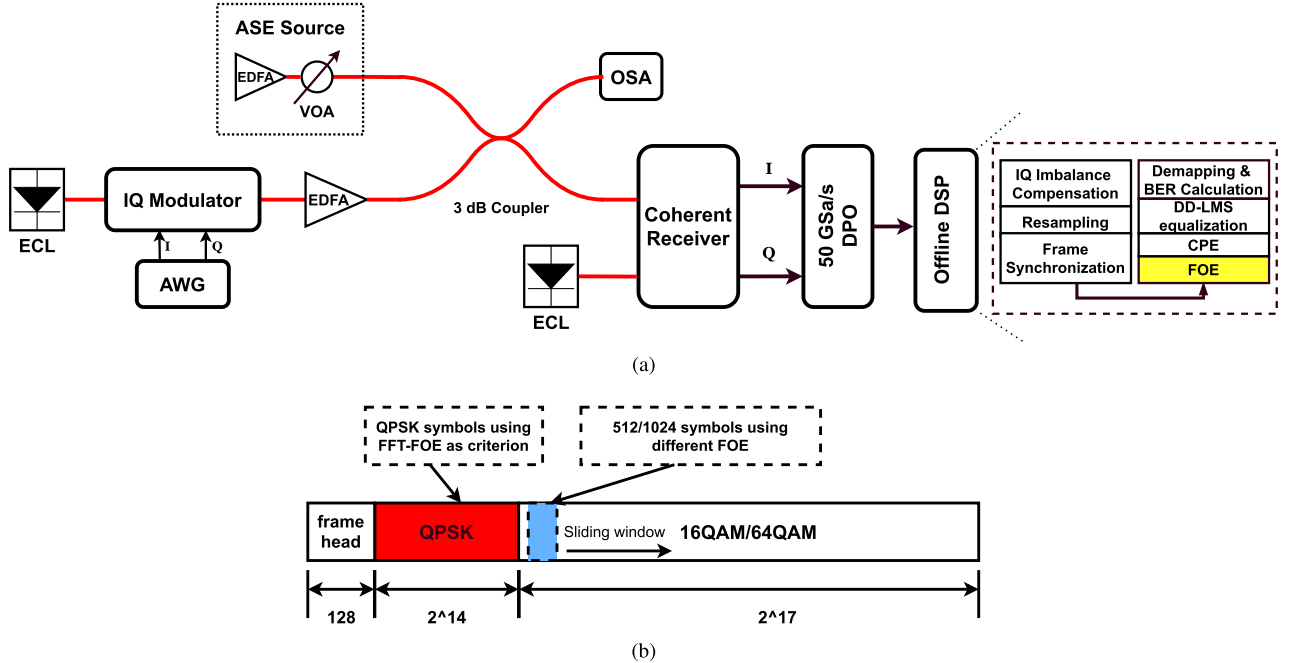 ASE Source
EDFA
VOA
OSA
ECL
IQ Modulator
I
Q
AWG
EDFA
3 dB Coupler
ECL
Coherent
Receiver
I
Q
50 GSa/s
DPO
Offline DSP
IQ Imbalance
Compensation
Resampling
Frame
Synchronization
Demapping &
BER Calculation
DD-LMS
equalization
CPE
FOE
(a)
QPSK symbols using
FFT-FOE as criterion
512/1024 symbols using
different FOE
frame
head
QPSK
Sliding window
16QAM/64QAM
128
2^14
2^17
(b)